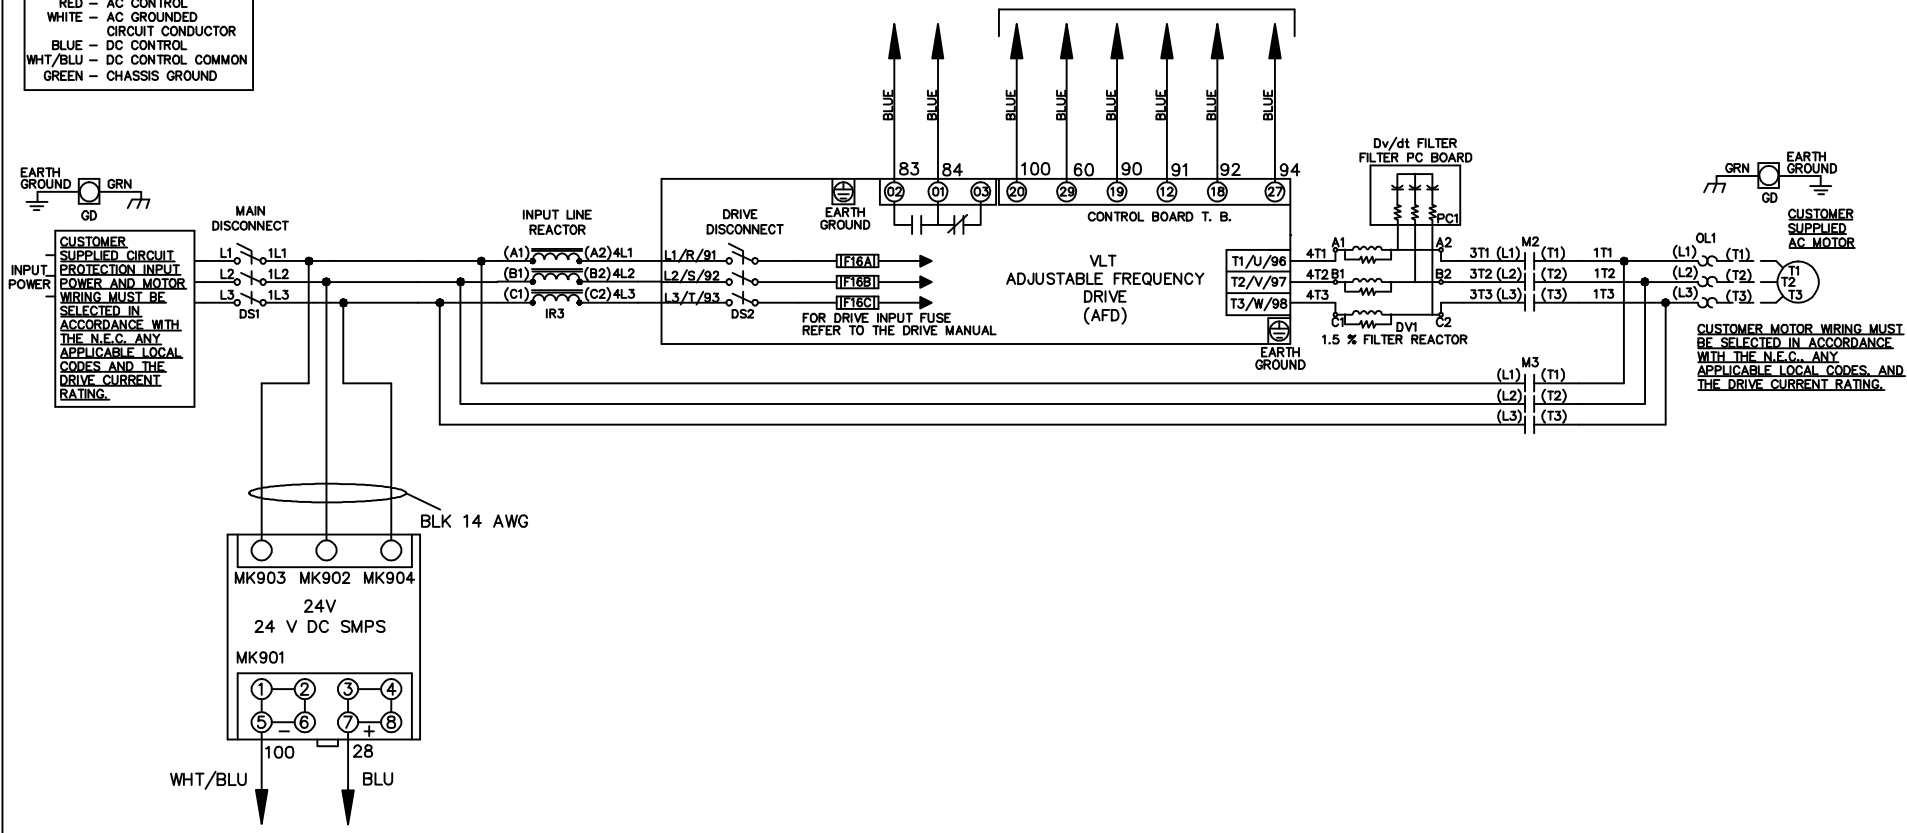 RED – AC CONTROL
WHITE – AC GROUNDED
CIRCUIT CONDUCTOR
BLUE – DC CONTROL
WHT/BLU – DC CONTROL COMMON
GREEN – CHASSIS GROUND
BLUE BLUE BLUE BLUE BLUE BLUE BLUE BLUE
83 84 100 60 90 91 92 94
02 01 03 20 29 19 12 18 27
EARTH
GROUND
GRN
GD
CUSTOMER
SUPPLIED CIRCUIT
PROTECTION INPUT
POWER AND MOTOR
WIRING MUST BE
SELECTED IN
ACCORDANCE WITH
THE N.E.C. ANY
APPLICABLE LOCAL
CODES AND THE
DRIVE CURRENT
RATING.
INPUT
POWER
MAIN
DISCONNECT
L1 1L1
L2 1L2
L3 1L3
DS1
INPUT LINE
REACTOR
(A1) (A2) 4L1
(B1) (B2) 4L2
(C1) (C2) 4L3
IR3
DRIVE
DISCONNECT
L1/R/91
L2/S/92
L3/T/93
DS2
EARTH
GROUND
IF16A
IF16B
IF16C
FOR DRIVE INPUT FUSE
REFER TO THE DRIVE MANUAL
CONTROL BOARD T. B.
VLT
ADJUSTABLE FREQUENCY
DRIVE
(AFD)
T1/U/96
T2/V/97
T3/W/98
EARTH
GROUND
Dv/dt FILTER
FILTER PC BOARD
PC1
4T1 A1 A2
4T2 B1 B2
4T3 C1 C2
DV1
1.5 % FILTER REACTOR
M2
3T1 (L1) (T1) 1T1
3T2 (L2) (T2) 1T2
3T3 (L3) (T3) 1T3
M3
(L1) (T1)
(L2) (T2)
(L3) (T3)
OL1
(L1) (T1)
(L2) (T2)
(L3) (T3)
T1
T2
T3
GRN
EARTH
GROUND
GD
CUSTOMER
SUPPLIED
AC MOTOR
CUSTOMER MOTOR WIRING MUST
BE SELECTED IN ACCORDANCE
WITH THE N.E.C.. ANY
APPLICABLE LOCAL CODES, AND
THE DRIVE CURRENT RATING.
BLK 14 AWG
MK903 MK902 MK904
24V
24 V DC SMPS
MK901
1 2 3 4
5 6 7 8
– +
100 28
WHT/BLU BLU